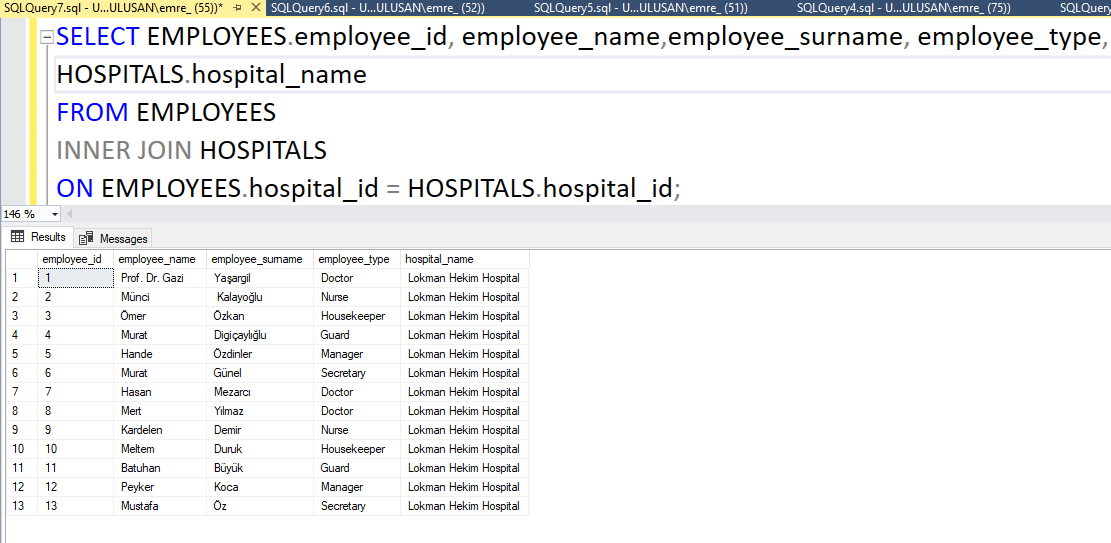 SQLQuery7.sql - U...ULUSAN\emre_ (55))* SQLQuery6.sql - U...ULUSAN\emre_ (52)) SQLQuery5.sql - U...ULUSAN\emre_ (51)) SQLQuery4.sql - U...ULUSAN\emre_ (75)) SQLQuery
SELECT EMPLOYEES.employee_id, employee_name,employee_surname, employee_type,
HOSPITALS.hospital_name
FROM EMPLOYEES
INNER JOIN HOSPITALS
ON EMPLOYEES.hospital_id = HOSPITALS.hospital_id;
146 %
Results Messages
employee_id employee_name employee_surname employee_type hospital_name
1 1 Prof. Dr. Gazi Yaşargil Doctor Lokman Hekim Hospital
2 2 Münci Kalayoğlu Nurse Lokman Hekim Hospital
3 3 Ömer Özkan Housekeeper Lokman Hekim Hospital
4 4 Murat Digiçaylığlu Guard Lokman Hekim Hospital
5 5 Hande Özdinler Manager Lokman Hekim Hospital
6 6 Murat Günel Secretary Lokman Hekim Hospital
7 7 Hasan Mezarcı Doctor Lokman Hekim Hospital
8 8 Mert Yılmaz Doctor Lokman Hekim Hospital
9 9 Kardelen Demir Nurse Lokman Hekim Hospital
10 10 Meltem Duruk Housekeeper Lokman Hekim Hospital
11 11 Batuhan Büyük Guard Lokman Hekim Hospital
12 12 Peyker Koca Manager Lokman Hekim Hospital
13 13 Mustafa Öz Secretary Lokman Hekim Hospital